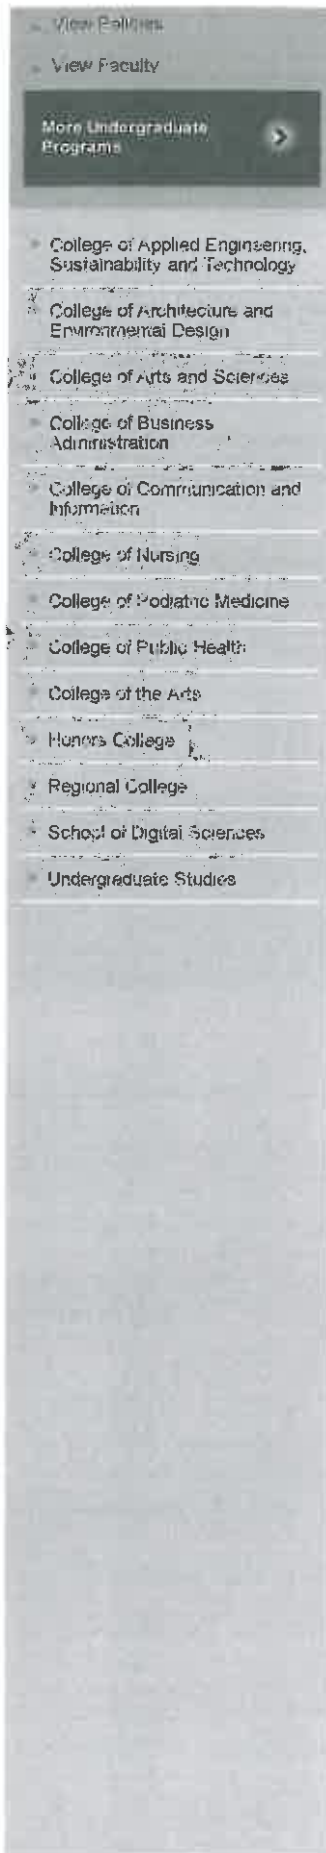 View Policies
View Faculty
More Undergraduate
Programs
College of Applied Engineering,
Sustainability and Technology
College of Architecture and
Environmental Design
College of Arts and Sciences
College of Business
Administration
College of Communication and
Information
College of Nursing
College of Podiatric Medicine
College of Public Health
College of the Arts
Honors College
Regional College
School of Digital Sciences
Undergraduate Studies